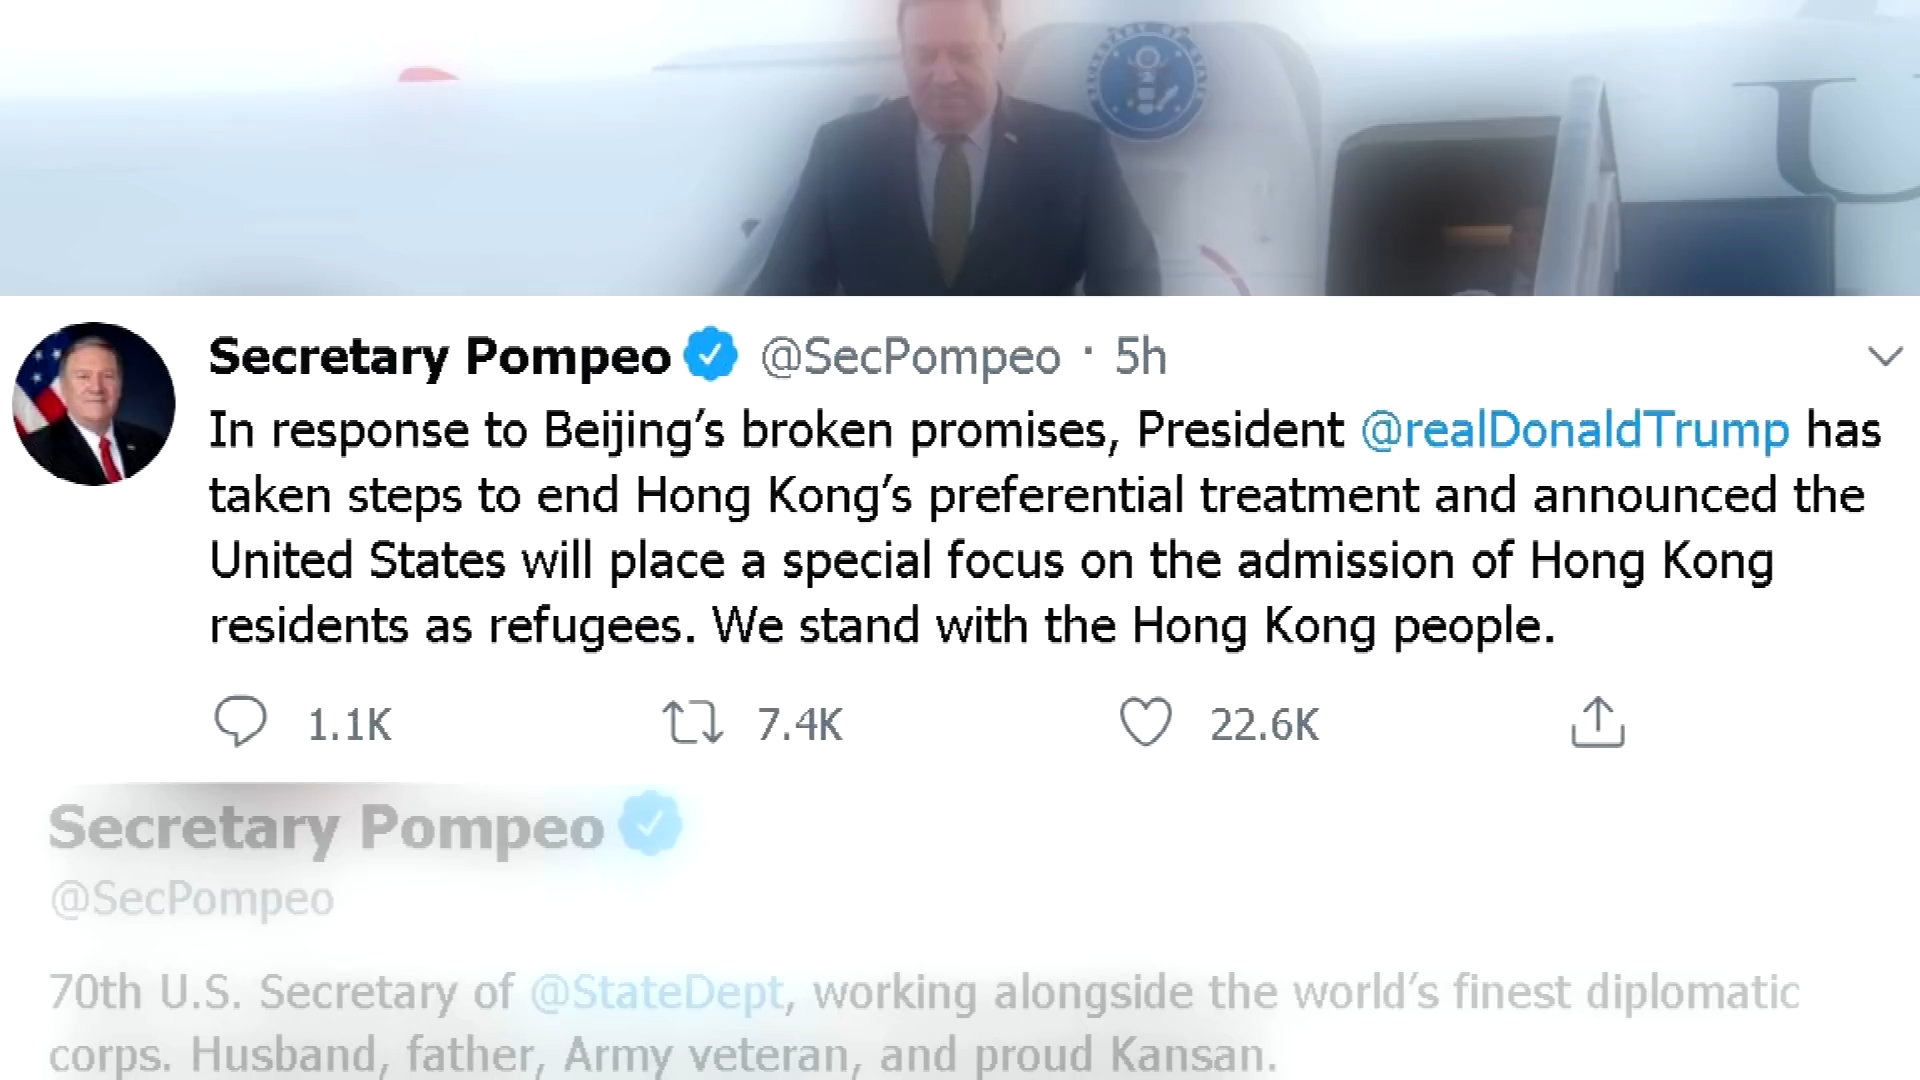 SECRETARY OF STATE
U
Secretary Pompeo @SecPompeo · 5h
In response to Beijing’s broken promises, President @realDonaldTrump has
taken steps to end Hong Kong’s preferential treatment and announced the
United States will place a special focus on the admission of Hong Kong
residents as refugees. We stand with the Hong Kong people.
1.1K 7.4K 22.6K
Secretary Pompeo
@SecPompeo
70th U.S. Secretary of @StateDept, working alongside the world’s finest diplomatic
corps. Husband, father, Army veteran, and proud Kansan.